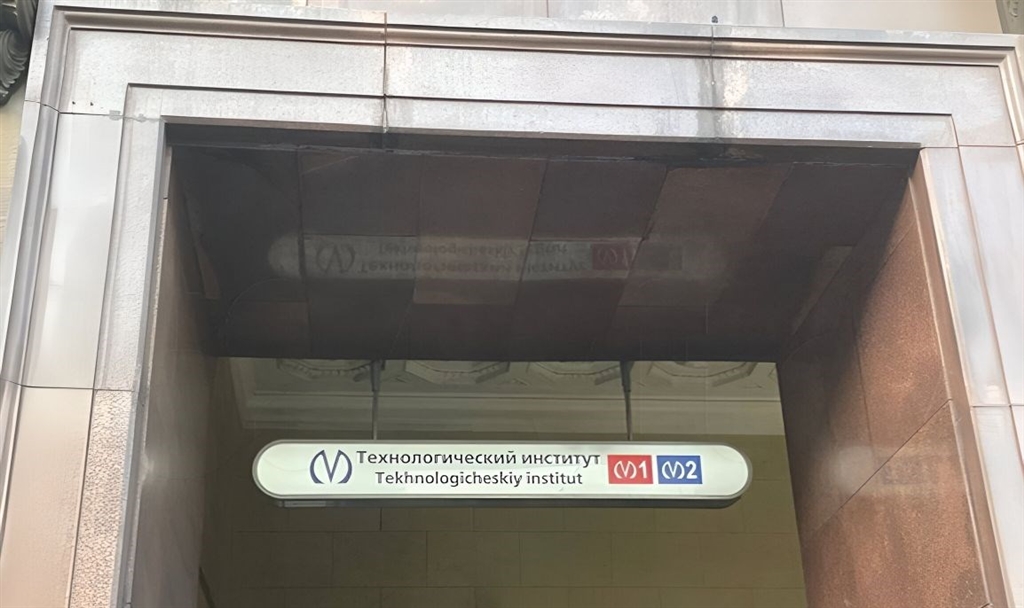 Технологический институт
Tekhnologicheskiy institut
1 2